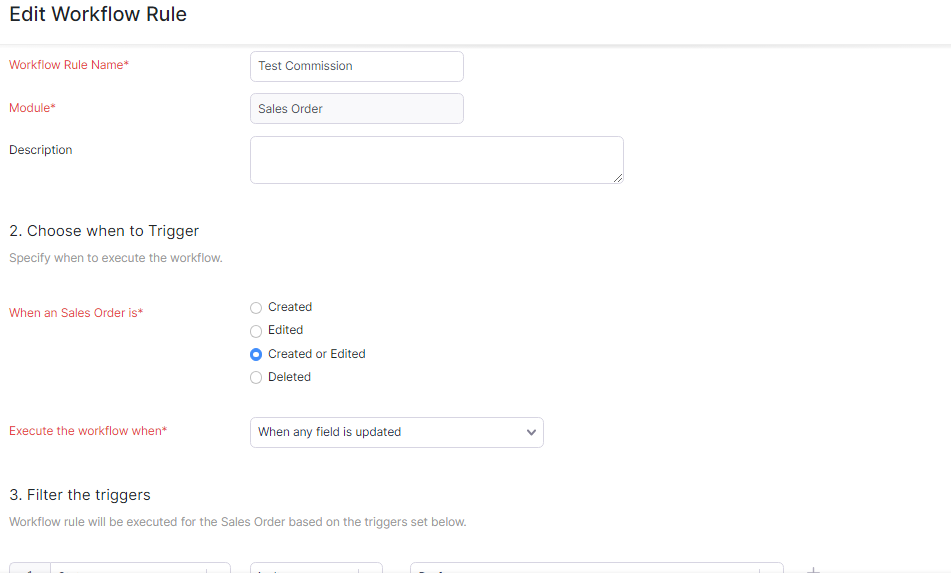 Edit Workflow Rule
Workflow Rule Name*
Test Commission
Module*
Sales Order
Description
2. Choose when to Trigger
Specify when to execute the workflow.
When an Sales Order is*
Created
Edited
Created or Edited
Deleted
Execute the workflow when*
When any field is updated
3. Filter the triggers
Workflow rule will be executed for the Sales Order based on the triggers set below.